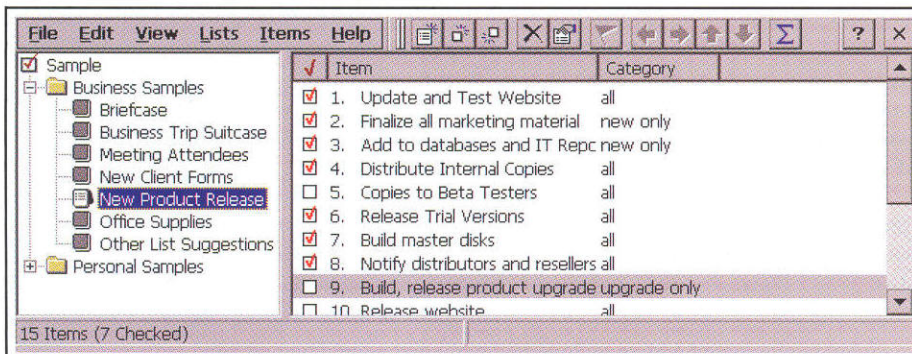 File Edit View Lists Items Help Σ ? ×
Sample
Business Samples
Briefcase
Business Trip Suitcase
Meeting Attendees
New Client Forms
New Product Release
Office Supplies
Other List Suggestions
Personal Samples
√ Item Category
1. Update and Test Website all
2. Finalize all marketing material new only
3. Add to databases and IT Repc new only
4. Distribute Internal Copies all
5. Copies to Beta Testers all
6. Release Trial Versions all
7. Build master disks all
8. Notify distributors and resellers all
9. Build, release product upgrade upgrade only
10. Release website all
15 Items (7 Checked)